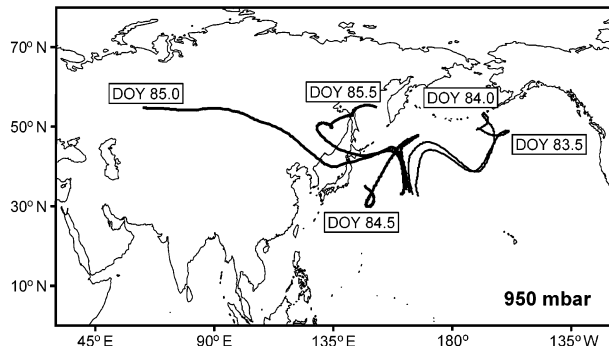 70° N
DOY 85.0
DOY 85.5
DOY 84.0
50° N
DOY 83.5
30° N
DOY 84.5
10° N
950 mbar
45° E
90° E
135° E
180°
135° W